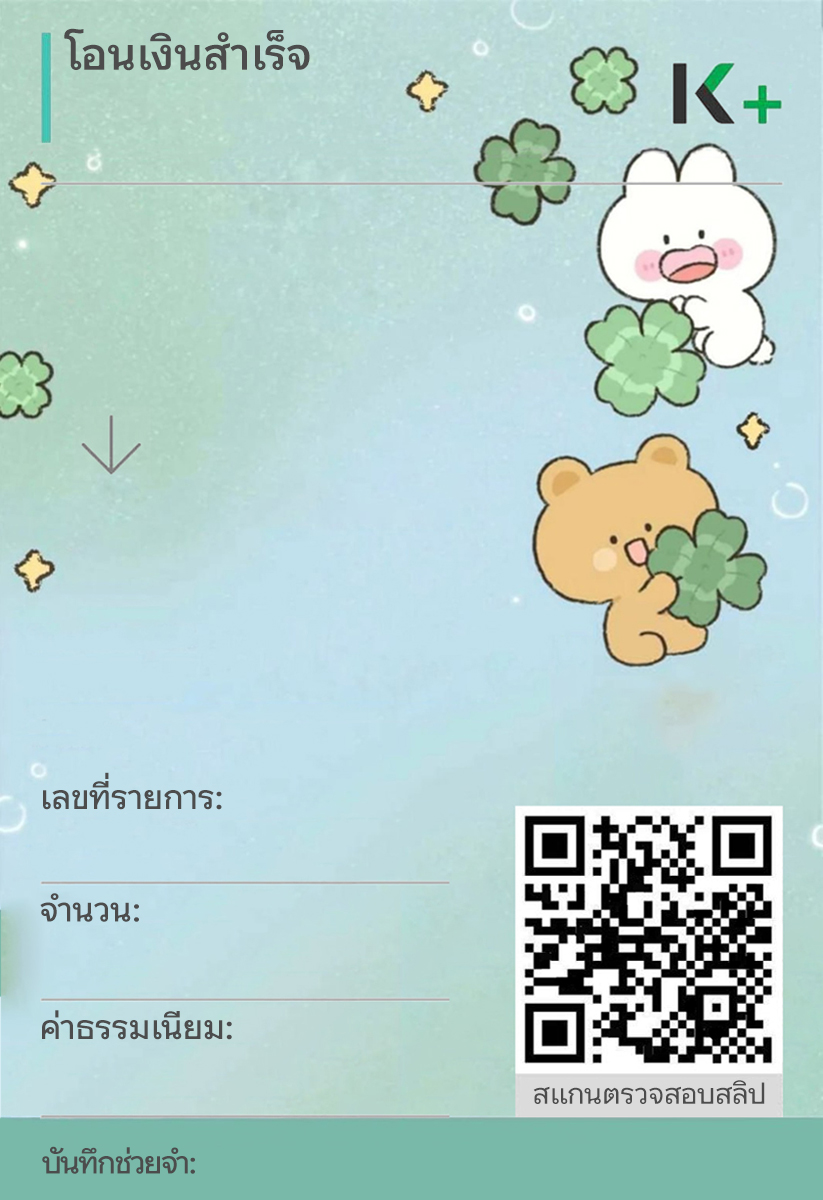 โอนเงินสำเร็จ
K+
เลขที่รายการ:
จำนวน:
ค่าธรรมเนียม:
สแกนตรวจสอบสลิป
บันทึกช่วยจำ: